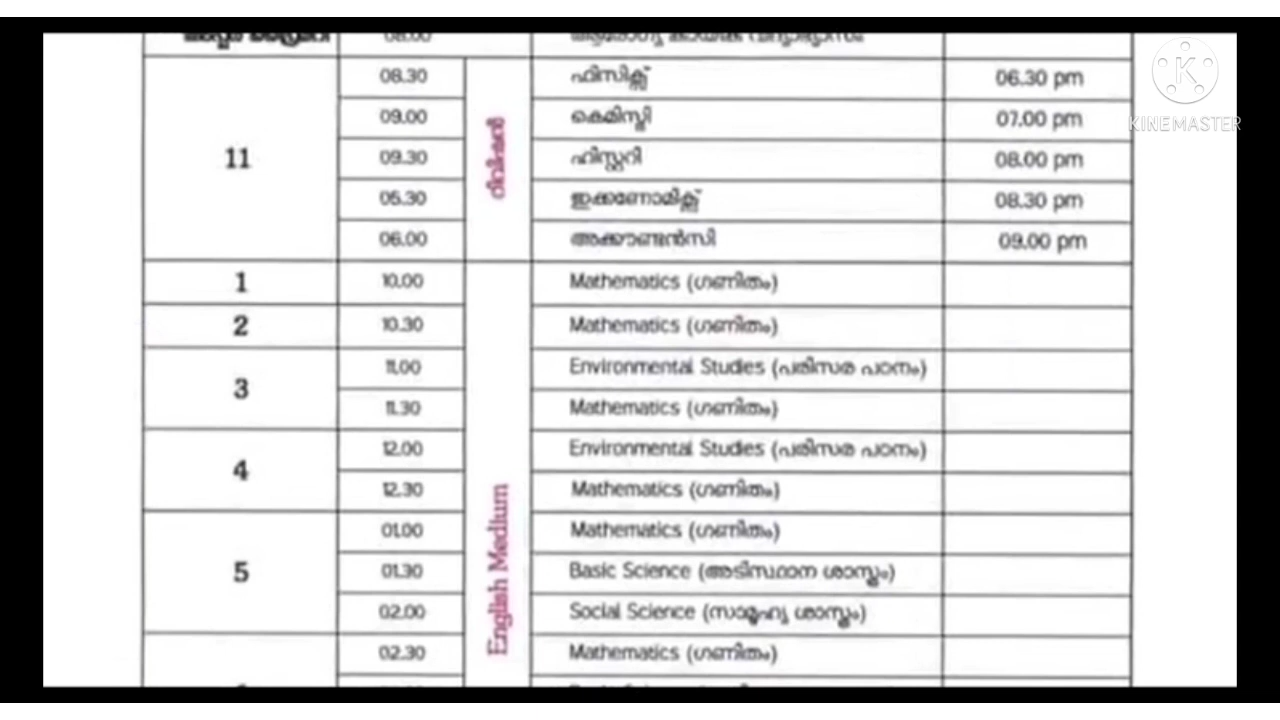 08.00
11
08.30 ഫിസിക്സ് 06.30 pm
09.00 കെമിസ്ട്രി 07.00 pm
റിവിഷൻ
09.30 ഹിസ്റ്ററി 08.00 pm
05.30 ഇക്കണോമിക്സ് 08.30 pm
06.00 അക്കൗണ്ടൻസി 09.00 pm
1 10.00 Mathematics (ഗണിതം)
2 10.30 Mathematics (ഗണിതം)
3
11.00 Environmental Studies (പരിസര പഠനം)
11.30 Mathematics (ഗണിതം)
4
12.00 Environmental Studies (പരിസര പഠനം)
12.30 Mathematics (ഗണിതം)
English Medium
01.00 Mathematics (ഗണിതം)
5 01.30 Basic Science (അടിസ്ഥാന ശാസ്ത്രം)
02.00 Social Science (സാമൂഹ്യ ശാസ്ത്രം)
02.30 Mathematics (ഗണിതം)
KINEMASTER